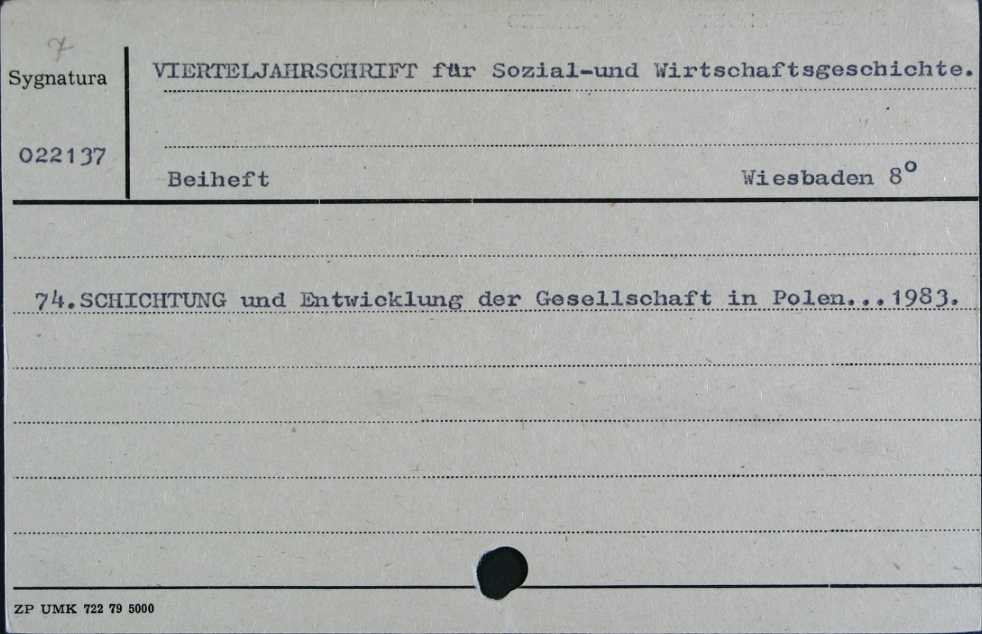 Sygnatura
VIERTELJAHRSCHRIFT für Sozial-und Wirtschaftsgeschichte.
022137
Beiheft Wiesbaden 8°
74.SCHICHTUNG und Entwicklung der Gesellschaft in Polen...1983.
ZP UMK 722 79 5000